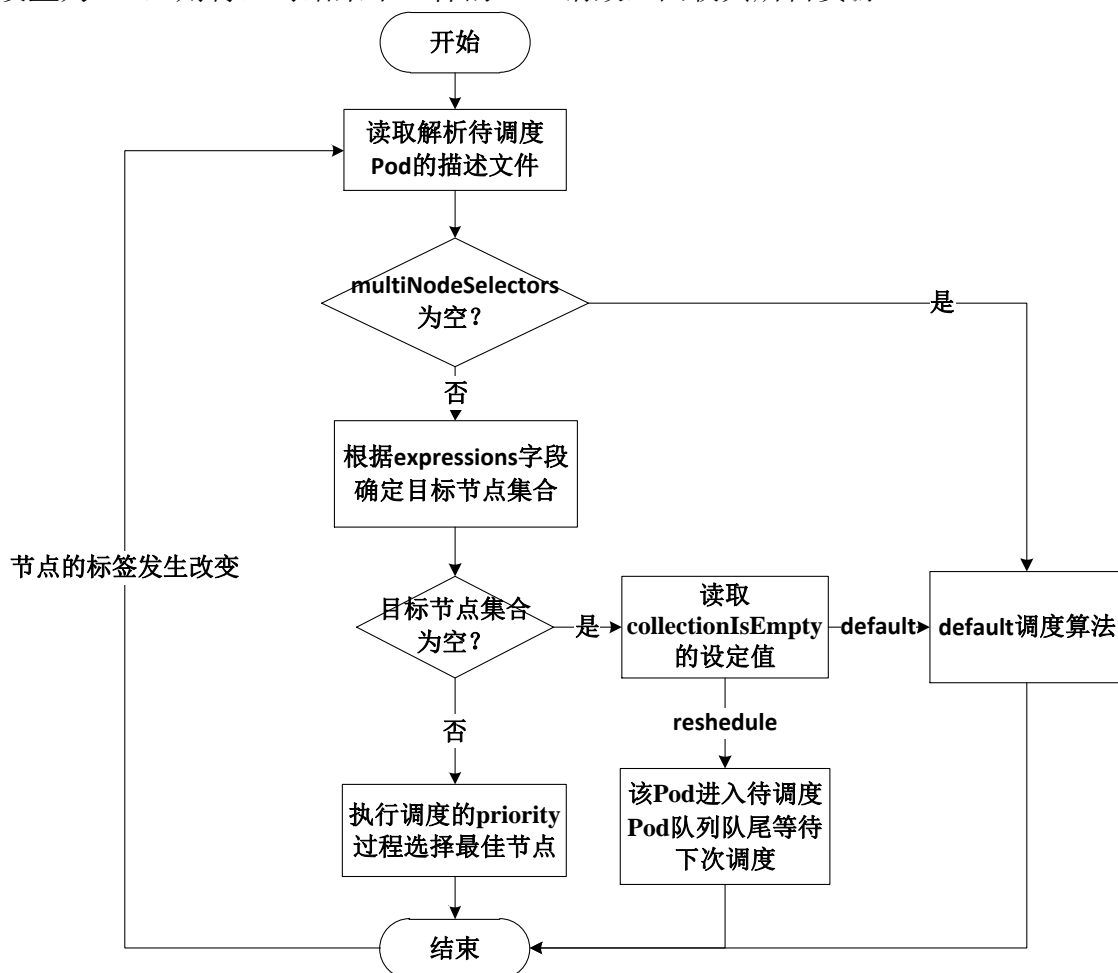 开始
读取解析待调度
Pod的描述文件
multiNodeSelectors
为空?
是
否
根据expressions字段
确定目标节点集合
节点的标签发生改变
目标节点集合
为空?
是
读取
collectionIsEmpty
的设定值
default
default调度算法
否
reshedule
执行调度的priority
过程选择最佳节点
该Pod进入待调度
Pod队列队尾等待
下次调度
结束